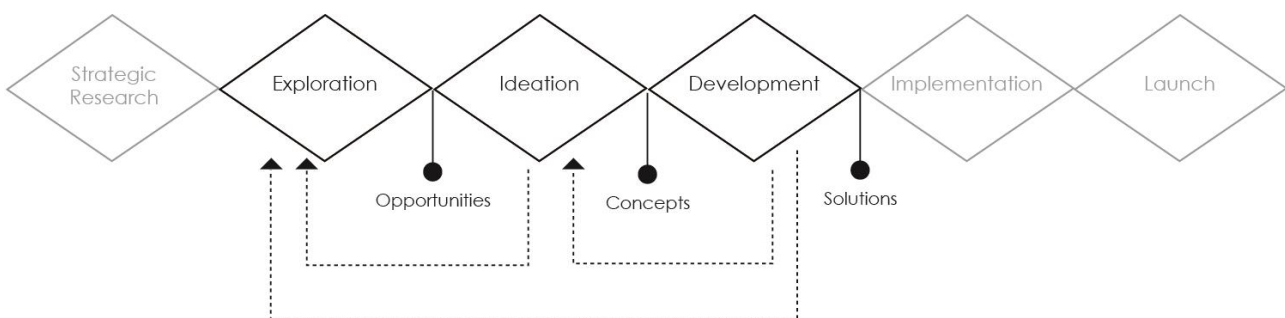 Strategic
Research
Exploration
Ideation
Development
Implementation
Launch
Opportunities
Concepts
Solutions